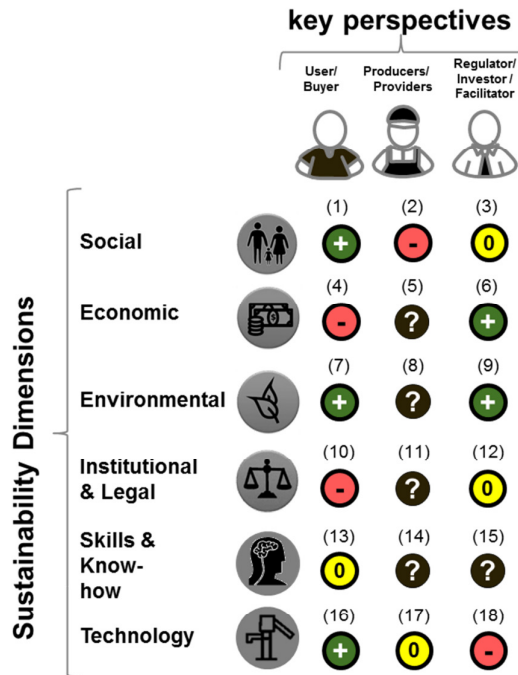 key perspectives
User/
Buyer
Producers/
Providers
Regulator/
Investor /
Facilitator
Sustainability Dimensions
(1) (2) (3)
Social + - 0
(4) (5) (6)
Economic - ? +
(7) (8) (9)
Environmental + ? +
(10) (11) (12)
Institutional
& Legal - ? 0
(13) (14) (15)
Skills &
Know-
how 0 ? ?
(16) (17) (18)
Technology + 0 -